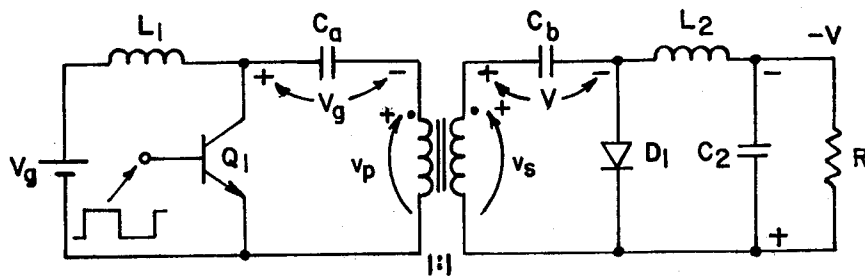 L1 Ca Cb L2 -V
+ - + - -
Vg V
+ +
Vg Q1 vp vs D1 C2 R
+
1:1